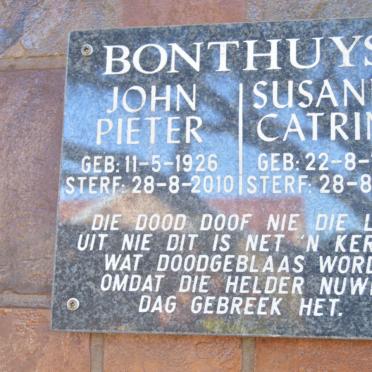 BONTHUYS
JOHN SUSAN
PIETER CATRIN
GEB: 11-5-1926 GEB: 22-8-
STERF: 28-8-2010 STERF: 28-8
DIE DOOD DOOF NIE DIE L
UIT NIE DIT IS NET 'N KER
WAT DOODGEBLAAS WORD
OMDAT DIE HELDER NUW
DAG GEBREEK HET.